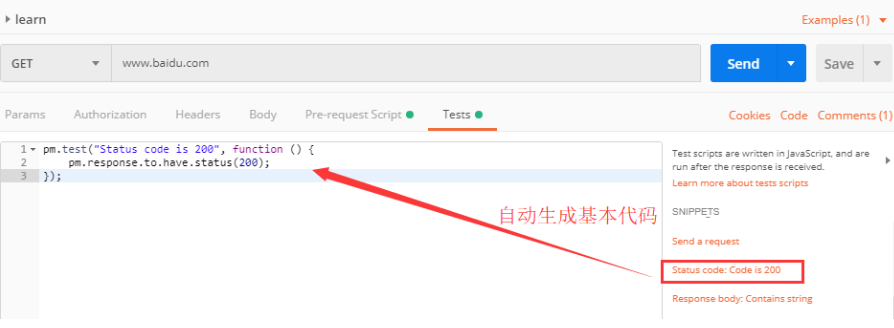 learn
Examples (1)
GET
www.baidu.com
Send
Save
Params
Authorization
Headers
Body
Pre-request Script
Tests
Cookies
Code
Comments (1)
1 pm.test("Status code is 200", function () {
2 pm.response.to.have.status(200);
3 });
Test scripts are written in JavaScript, and are
run after the response is received.
Learn more about tests scripts
自动生成基本代码
SNIPPETS
Send a request
Status code: Code is 200
Response body: Contains string